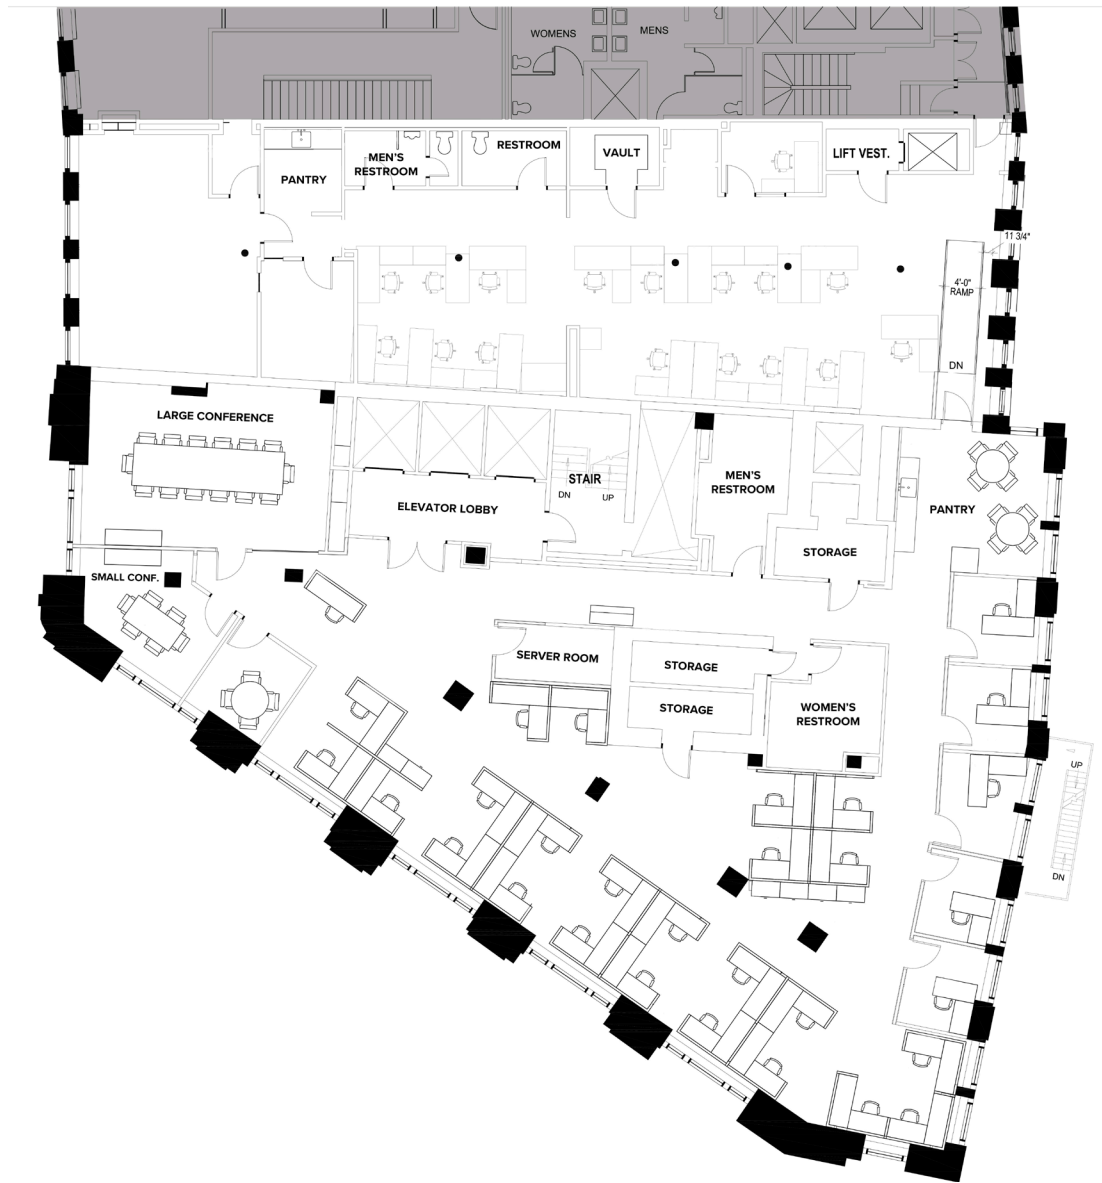 WOMENS
MENS
MEN'S
RESTROOM
RESTROOM
VAULT
LIFT VEST.
PANTRY
11 3/4"
4'-0"
RAMP
DN
LARGE CONFERENCE
STAIR
DN
UP
MEN'S
RESTROOM
ELEVATOR LOBBY
PANTRY
STORAGE
SMALL CONF.
SERVER ROOM
STORAGE
STORAGE
WOMEN'S
RESTROOM
UP
DN